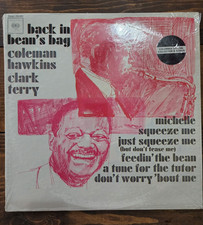 back in
bean's bag
coleman
hawkins
clark
terry
michelle
squeeze me
just squeeze me
(but don't tease me)
feedin' the bean
a tune for the tutor
don't worry 'bout me